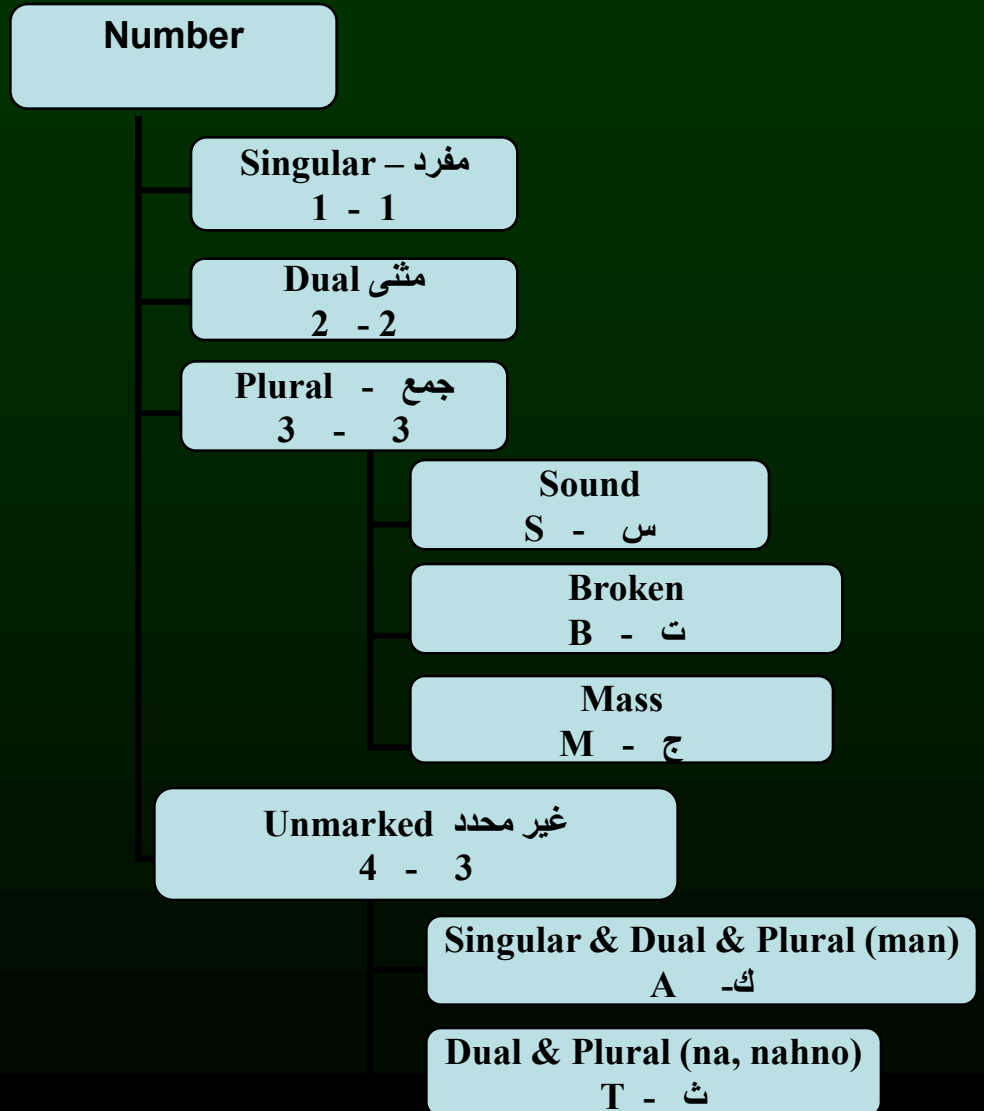 Number
Singular – مفرد
1 - 1
Dual مثنى
2 - 2
Plural - جمع
3 - 3
Sound
S - س
Broken
B - ت
Mass
M - ج
Unmarked غير محدد
4 - 3
Singular & Dual & Plural (man)
A -ك
Dual & Plural (na, nahno)
T - ث